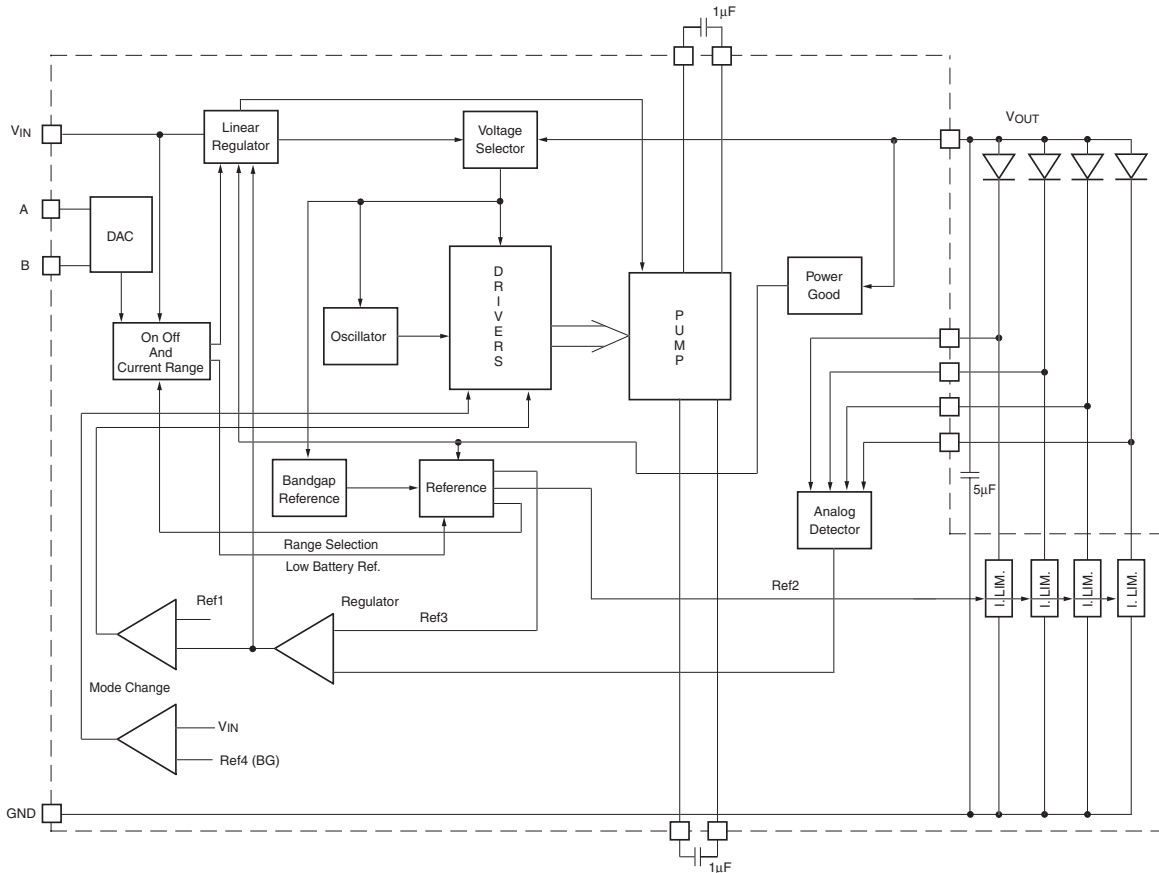 1µF
VIN
Linear
Regulator
Voltage
Selector
VOUT
A
B
DAC
On Off
And
Current Range
Oscillator
D
R
I
V
E
R
S
P
U
M
P
Power
Good
Bandgap
Reference
Reference
Analog
Detector
5µF
Range Selection
Low Battery Ref.
Ref1
Regulator
Ref3
Ref2
I. LIM.
I. LIM.
I. LIM.
I. LIM.
Mode Change
VIN
Ref4 (BG)
GND
1µF